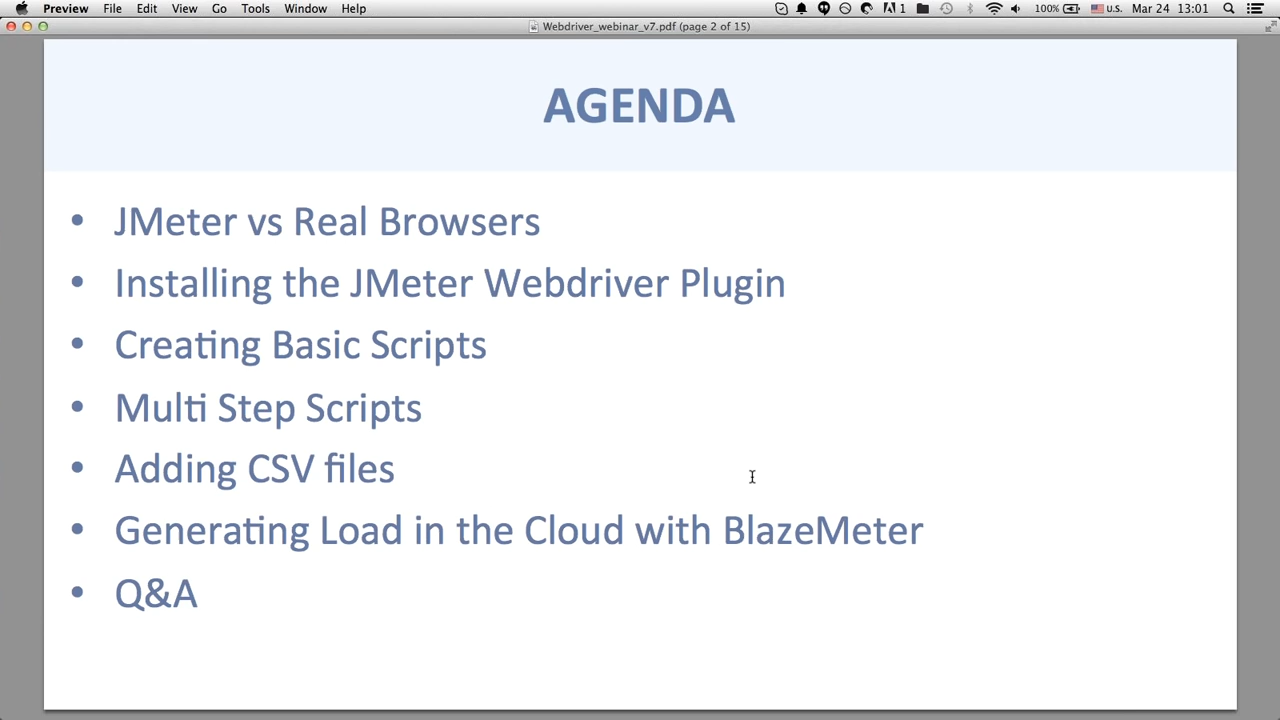 Preview File Edit View Go Tools Window Help 1 100% U.S. Mar 24 13:01
Webdriver_webinar_v7.pdf (page 2 of 15)
AGENDA
• JMeter vs Real Browsers
• Installing the JMeter Webdriver Plugin
• Creating Basic Scripts
• Multi Step Scripts
• Adding CSV files
• Generating Load in the Cloud with BlazeMeter
• Q&A